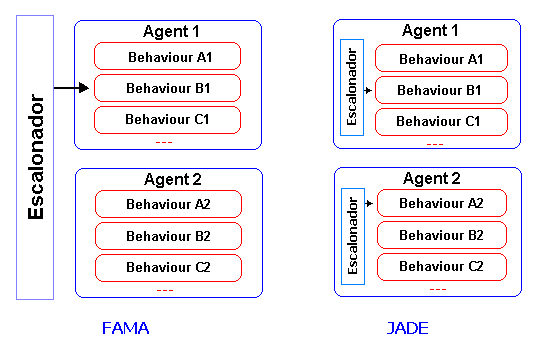 Escalonador
Agent 1
Behaviour A1
Behaviour B1
Behaviour C1
---
Agent 2
Behaviour A2
Behaviour B2
Behaviour C2
---
FAMA
Agent 1
Escalonador
Behaviour A1
Behaviour B1
Behaviour C1
---
Agent 2
Escalonador
Behaviour A2
Behaviour B2
Behaviour C2
---
JADE